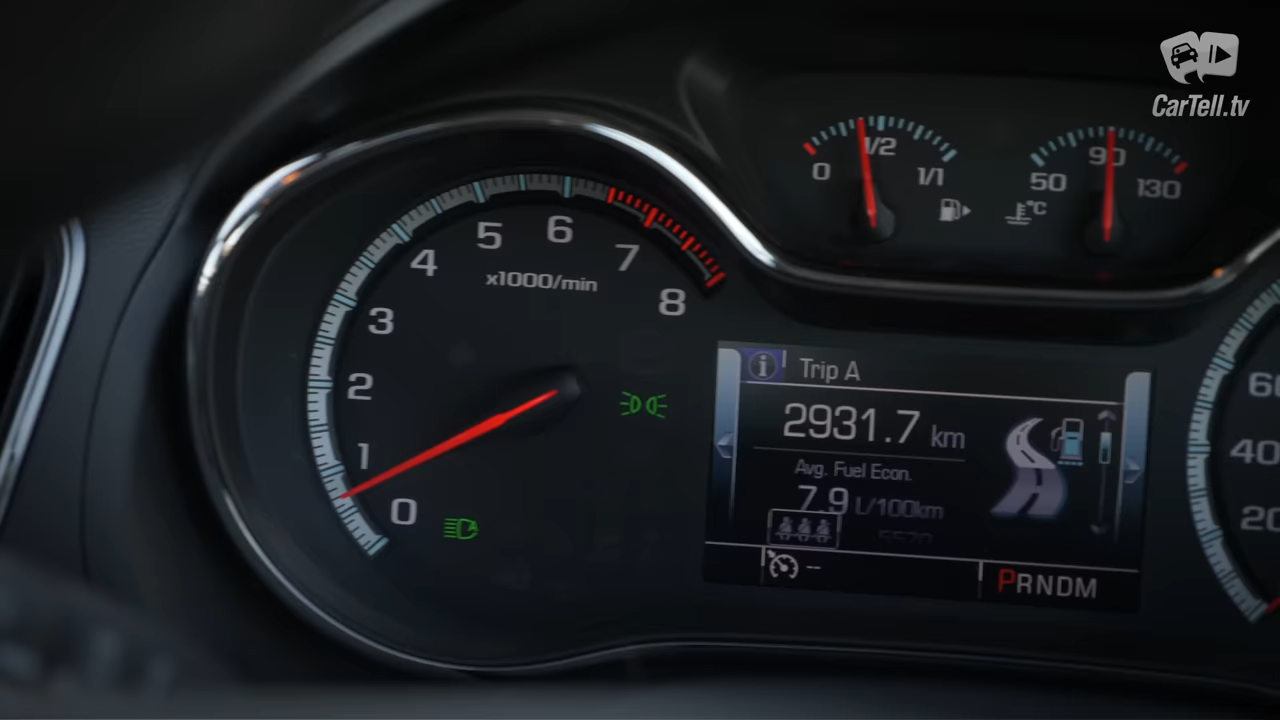 CarTell.tv
0 1/2 1/1
50 90 130
°C
0 1 2 3 4 5 6 7 8
x1000/min
i Trip A
2931.7 km
Avg. Fuel Econ.
7.9 L/100km
--
PRNDM
60
40
20